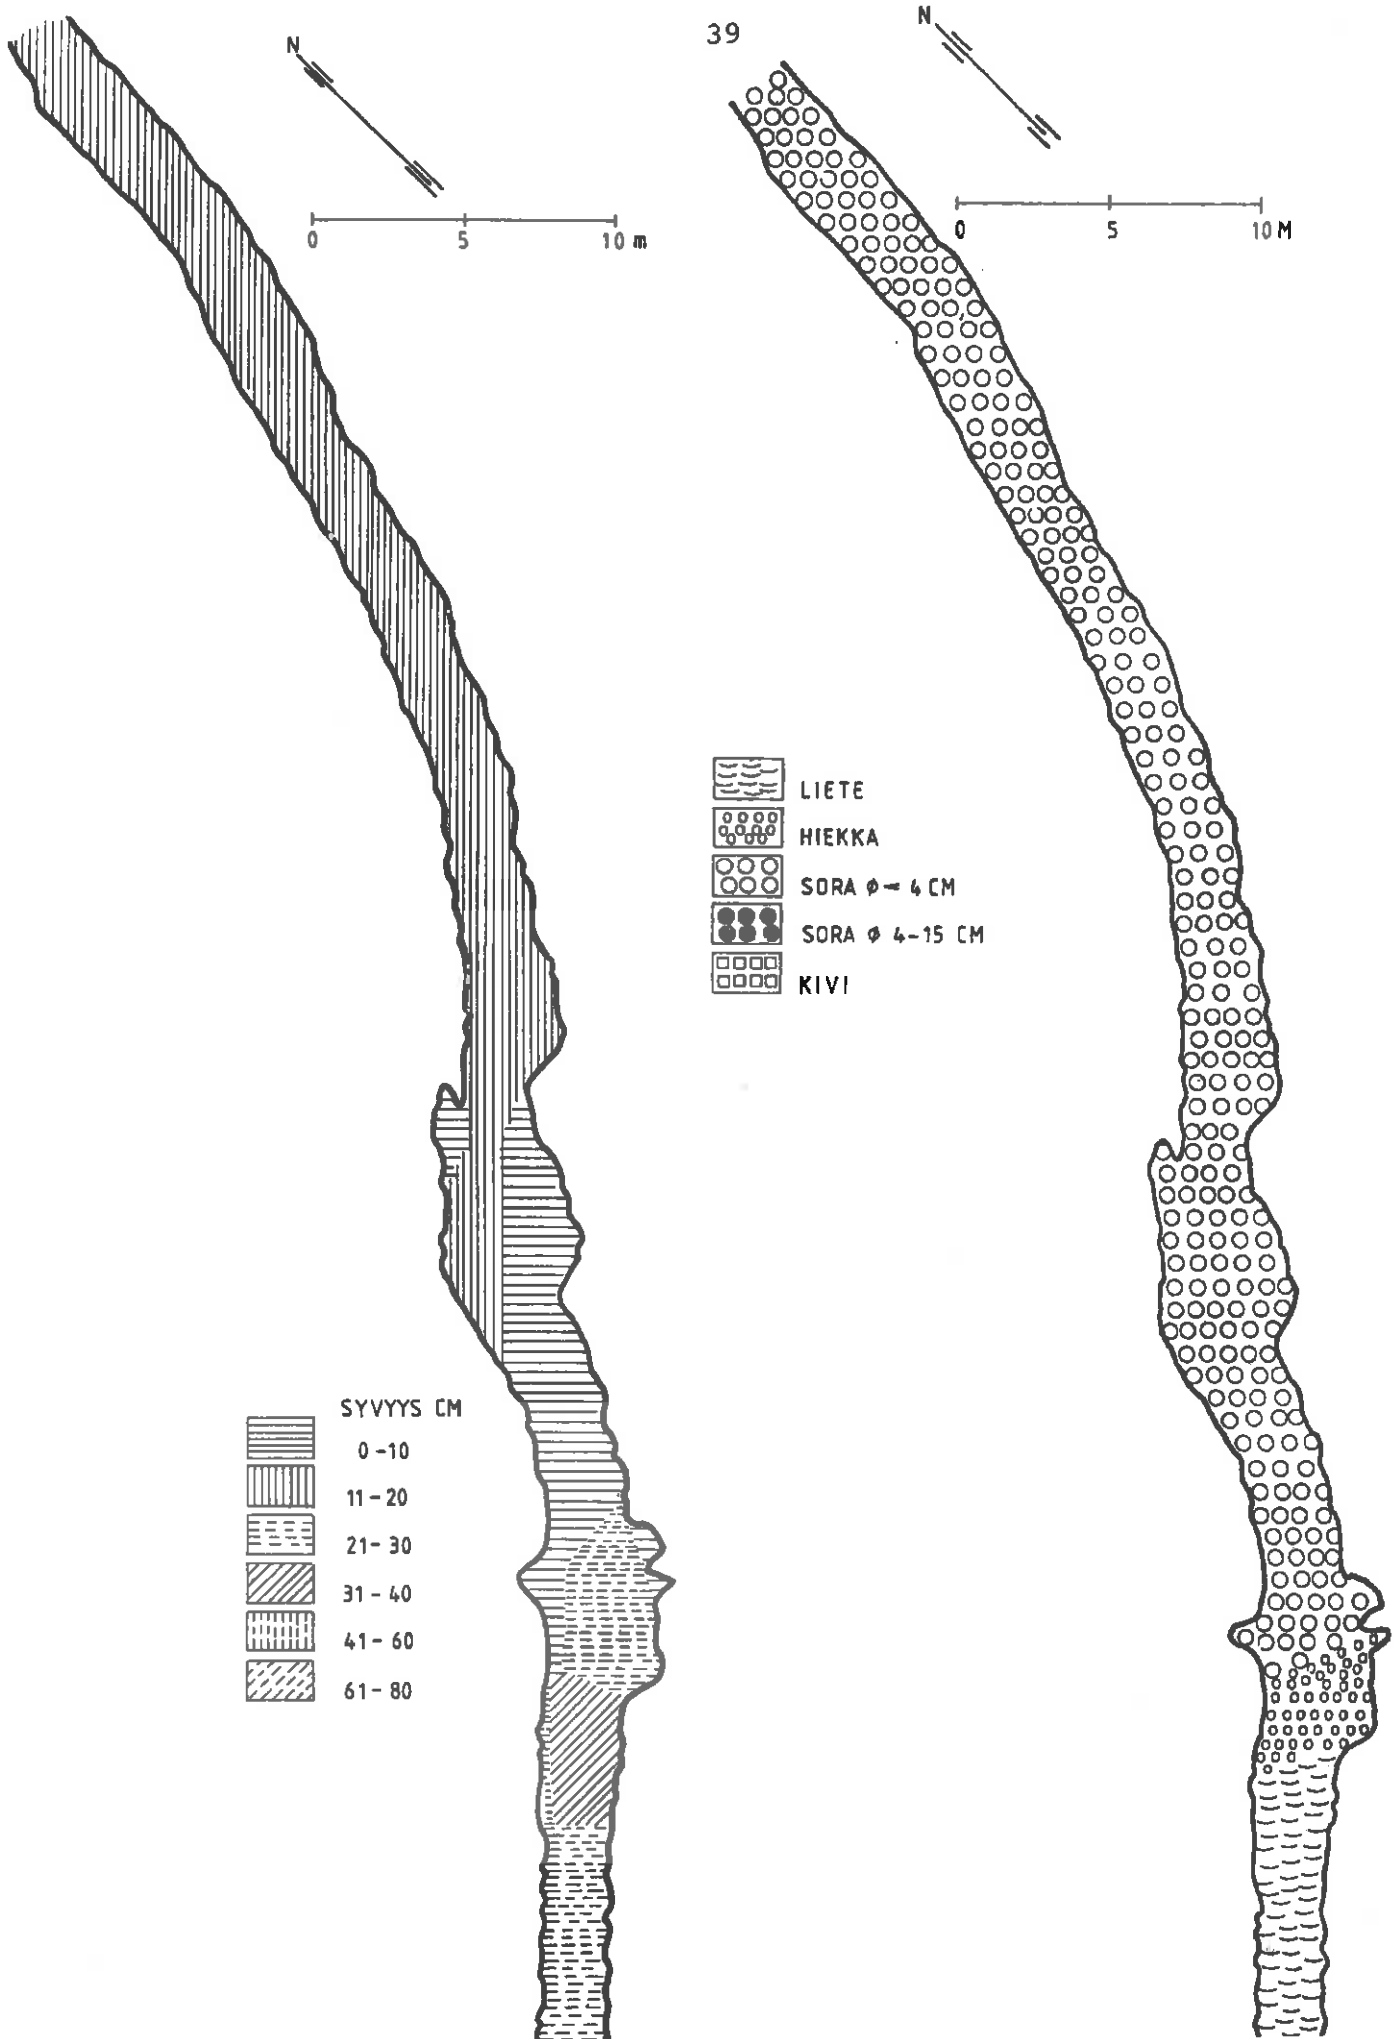 39
N
0 5 10 m
N
0 5 10 M
LIETE
HIEKKA
SORA ø < 4 CM
SORA ø 4-15 CM
KIVI
SYVYYS CM
0-10
11-20
21-30
31-40
41-60
61-80